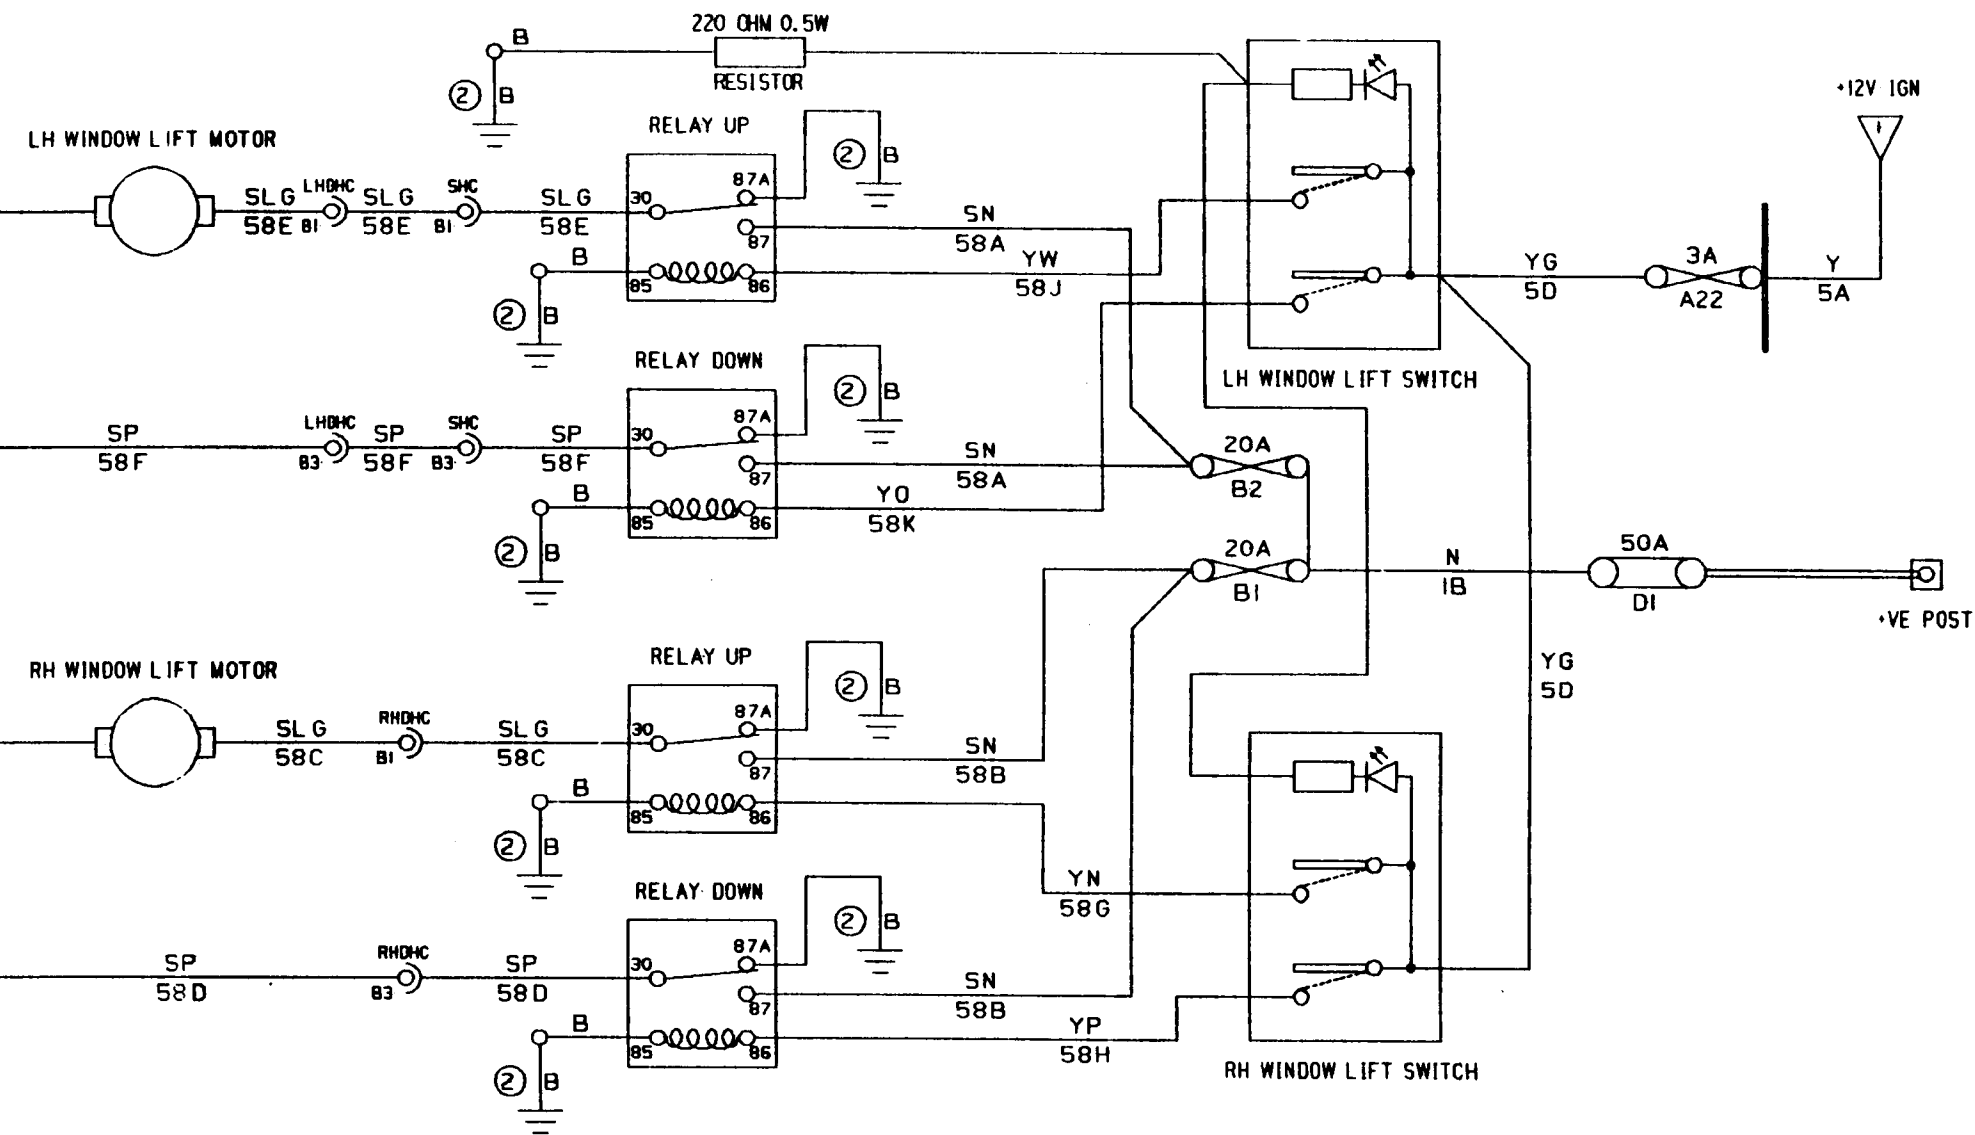 220 OHM 0.5W
B
RESISTOR
2 B
+12V IGN
1
RELAY UP
LH WINDOW LIFT MOTOR
2 B
87A
SLG LHDHC SLG SHC SLG 30
58E B1 58E B1 58E
SN
58A
87
B
YW
58J
85 86
YG
5D
3A
A22
Y
5A
2 B
RELAY DOWN
LH WINDOW LIFT SWITCH
2 B
87A
SP LHDHC SP SHC SP 30
58F B3 58F B3 58F
SN
58A
87
20A
B2
B
YO
58K
85 86
2 B
20A
B1
N
1B
50A
D1
+VE POST
RELAY UP
RH WINDOW LIFT MOTOR
YG
5D
2 B
87A
SLG RHDHC SLG 30
58C B1 58C
SN
58B
87
B
85 86
2 B
YN
58G
RELAY DOWN
2 B
87A
SP RHDHC SP 30
58D B3 58D
SN
58B
87
B
YP
58H
85 86
RH WINDOW LIFT SWITCH
2 B